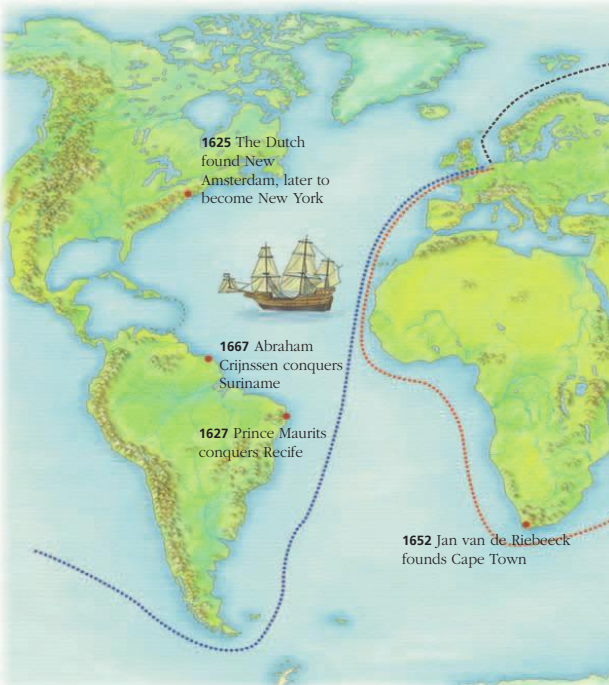 1625 The Dutch
found New
Amsterdam, later to
become New York
1667 Abraham
Crijnssen conquers
Suriname
1627 Prince Maurits
conquers Recife
1652 Jan van de Riebeeck
founds Cape Town